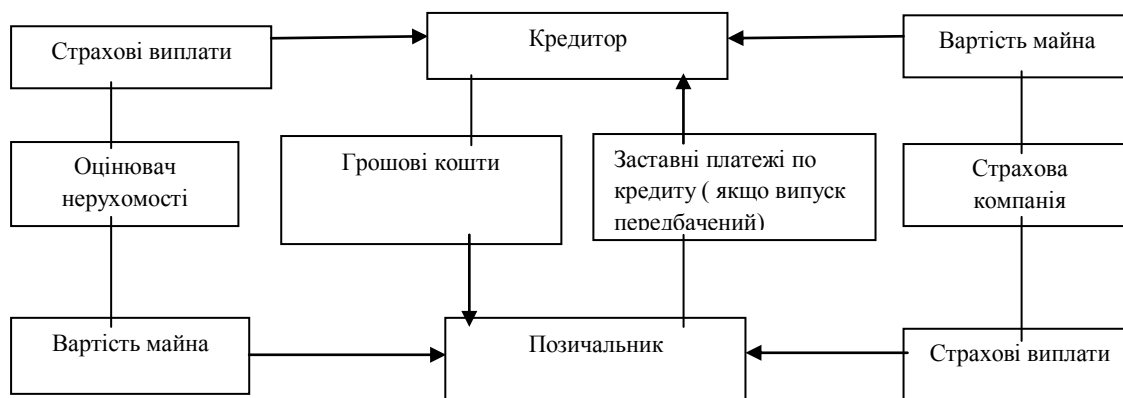 Страхові виплати
Кредитор
Вартість майна
Оцінювач
нерухомості
Грошові кошти
Заставні платежі по
кредиту ( якщо випуск
передбачений)
Страхова
компанія
Вартість майна
Позичальник
Страхові виплати